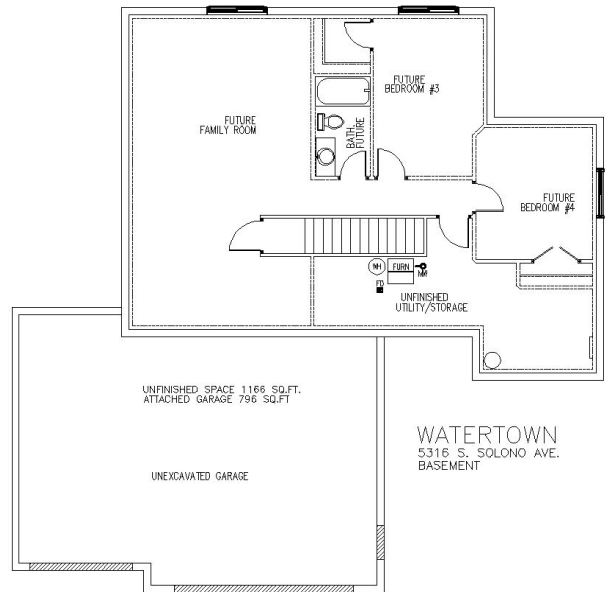 FUTURE
BEDROOM #3
FUTURE
FAMILY ROOM
BATH.
FUTURE
FUTURE
BEDROOM #4
WH
FURN
MW
FD
UNFINISHED
UTILITY/STORAGE
UNFINISHED SPACE 1166 SQ.FT.
ATTACHED GARAGE 796 SQ.FT
WATERTOWN
5316 S. SOLONO AVE.
BASEMENT
UNEXCAVATED GARAGE